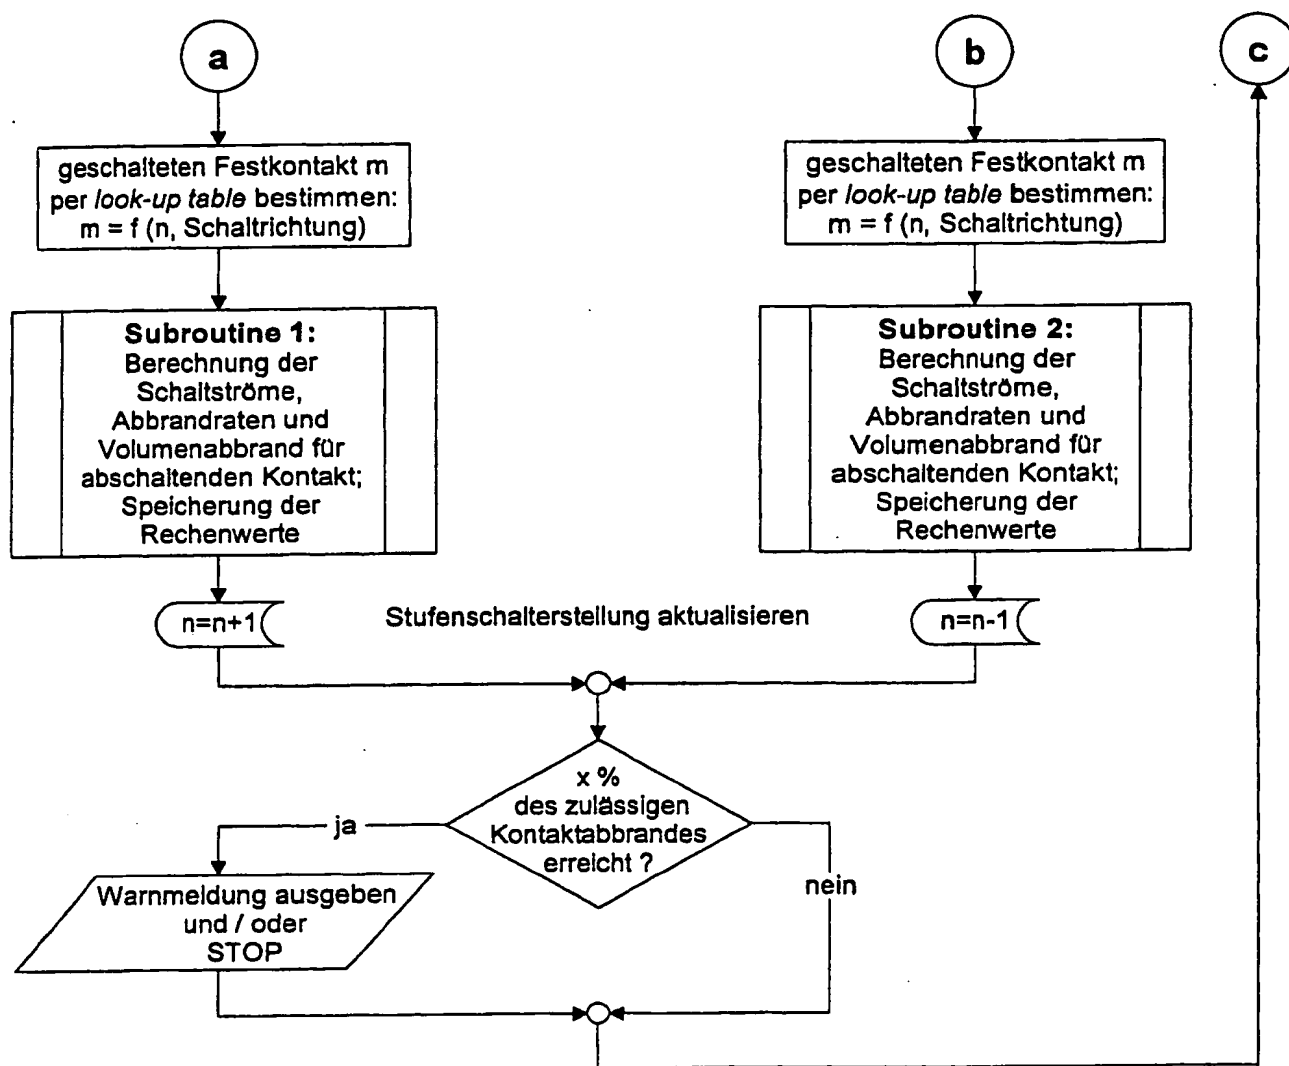 a
b
c
geschalteten Festkontakt m
per look-up table bestimmen:
m = f (n, Schaltrichtung)
geschalteten Festkontakt m
per look-up table bestimmen:
m = f (n, Schaltrichtung)
Subroutine 1:
Berechnung der
Schaltströme,
Abbrandraten und
Volumenabbrand für
abschaltenden Kontakt;
Speicherung der
Rechenwerte
Subroutine 2:
Berechnung der
Schaltströme,
Abbrandraten und
Volumenabbrand für
abschaltenden Kontakt;
Speicherung der
Rechenwerte
n=n+1
Stufenschalterstellung aktualisieren
n=n-1
x %
des zulässigen
Kontaktabbrandes
erreicht ?
ja
nein
Warnmeldung ausgeben
und / oder
STOP